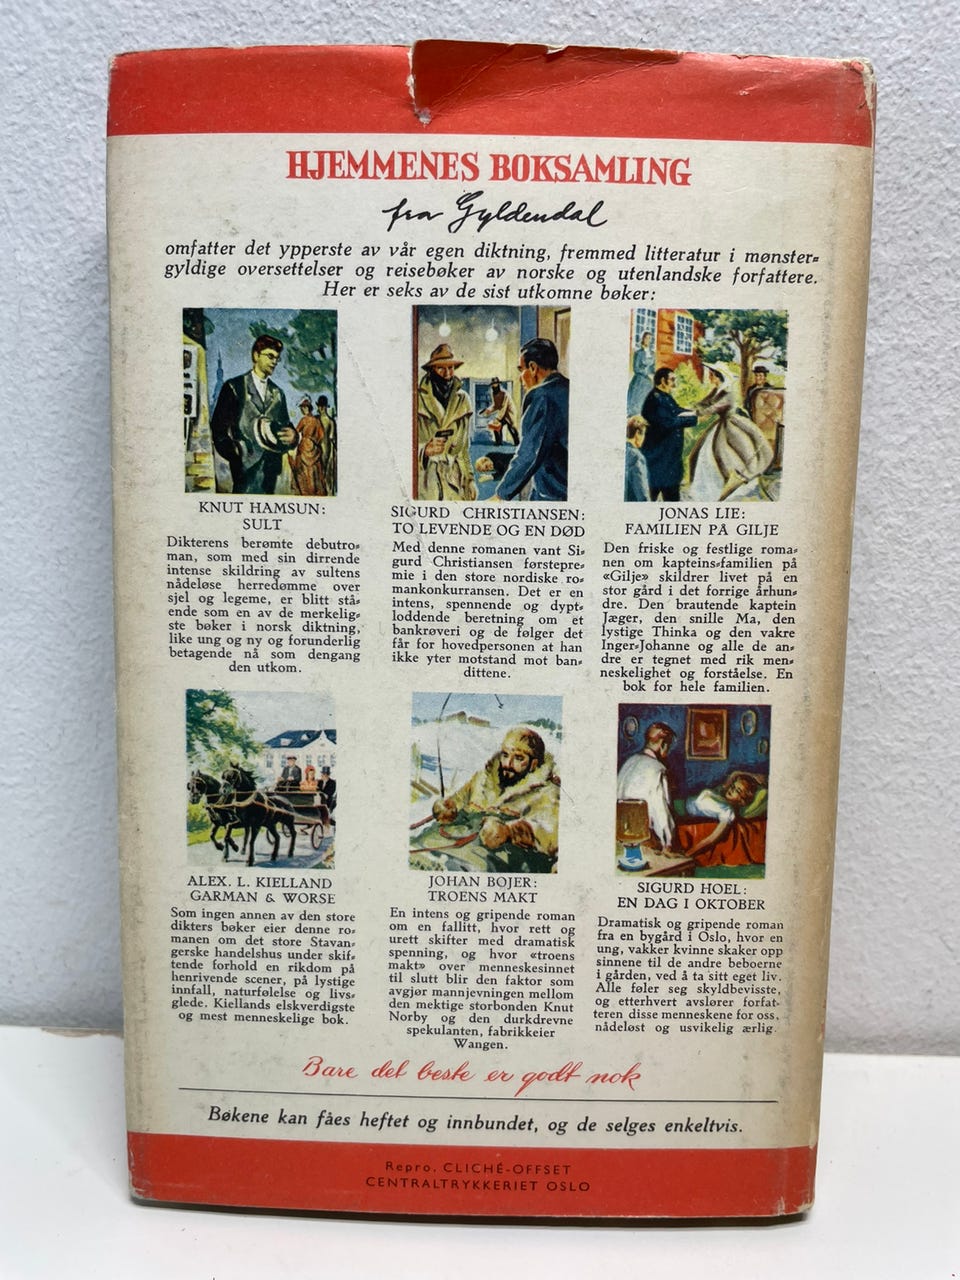 HJEMMENES BOKSAMLING
fra Gyldendal
omfatter det ypperste av vår egen diktning, fremmed litteratur i mønster-
gyldige oversettelser og reisebøker av norske og utenlandske forfattere.
Her er seks av de sist utkomne bøker:
KNUT HAMSUN:
SULT
Dikterens berømte debutro-
man, som med sin dirrende
intense skildring av sultens
nådeløse herredømme over
sjel og legeme, er blitt stå-
ende som en av de merkelig-
ste bøker i norsk diktning,
like ung og ny og forunderlig
betagende nå som dengang
den utkom.
SIGURD CHRISTIANSEN:
TO LEVENDE OG EN DØD
Med denne romanen vant Si-
gurd Christiansen førstepre-
mie i den store nordiske ro-
mankonkurransen. Det er en
intens, spennende og dypt-
loddende beretning om et
bankrøveri og de følger det
får for hovedpersonen at han
ikke yter motstand mot ban-
dittene.
JONAS LIE:
FAMILIEN PÅ GILJE
Den friske og festlige roma-
nen om kapteins-familien på
«Gilje» skildrer livet på en
stor gård i det forrige århun-
dre. Den brautende kaptein
Jæger, den snille Ma, den
lystige Thinka og den vakre
Inger-Johanne og alle de an-
dre er tegnet med rik men-
neskelighet og forståelse. En
bok for hele familien.
ALEX. L. KIELLAND
GARMAN & WORSE
Som ingen annen av den store
dikters bøker eier denne ro-
manen om det store Stavan-
gerske handelshus under skif-
tende forhold en rikdom på
henrivende scener, på lystige
innfall, naturfølelse og livs-
glede. Kiellands elskverdigste
og mest menneskelige bok.
JOHAN BOJER:
TROENS MAKT
En intens og gripende roman
om en fallitt, hvor rett og
urett skifter med dramatisk
spenning, og hvor «troens
makt» over menneskesinnet
til slutt blir den faktor som
avgjør mannjevningen mellom
den mektige storbonden Knut
Norby og den durkdrevne
spekulanten, fabrikkeier
Wangen.
SIGURD HOEL:
EN DAG I OKTOBER
Dramatisk og gripende roman
fra en bygård i Oslo, hvor en
ung, vakker kvinne skaker opp
sinnene til de andre beboerne
i gården, ved å ta sitt eget liv.
Alle føler seg skyldbevisste,
og etterhvert avslører forfat-
teren disse menneskene for oss,
nådeløst og usvikelig ærlig.
Bare det beste er godt nok
Bøkene kan fåes heftet og innbundet, og de selges enkeltvis.
Repro. CLICHÉ-OFFSET
CENTRALTRYKKERIET OSLO